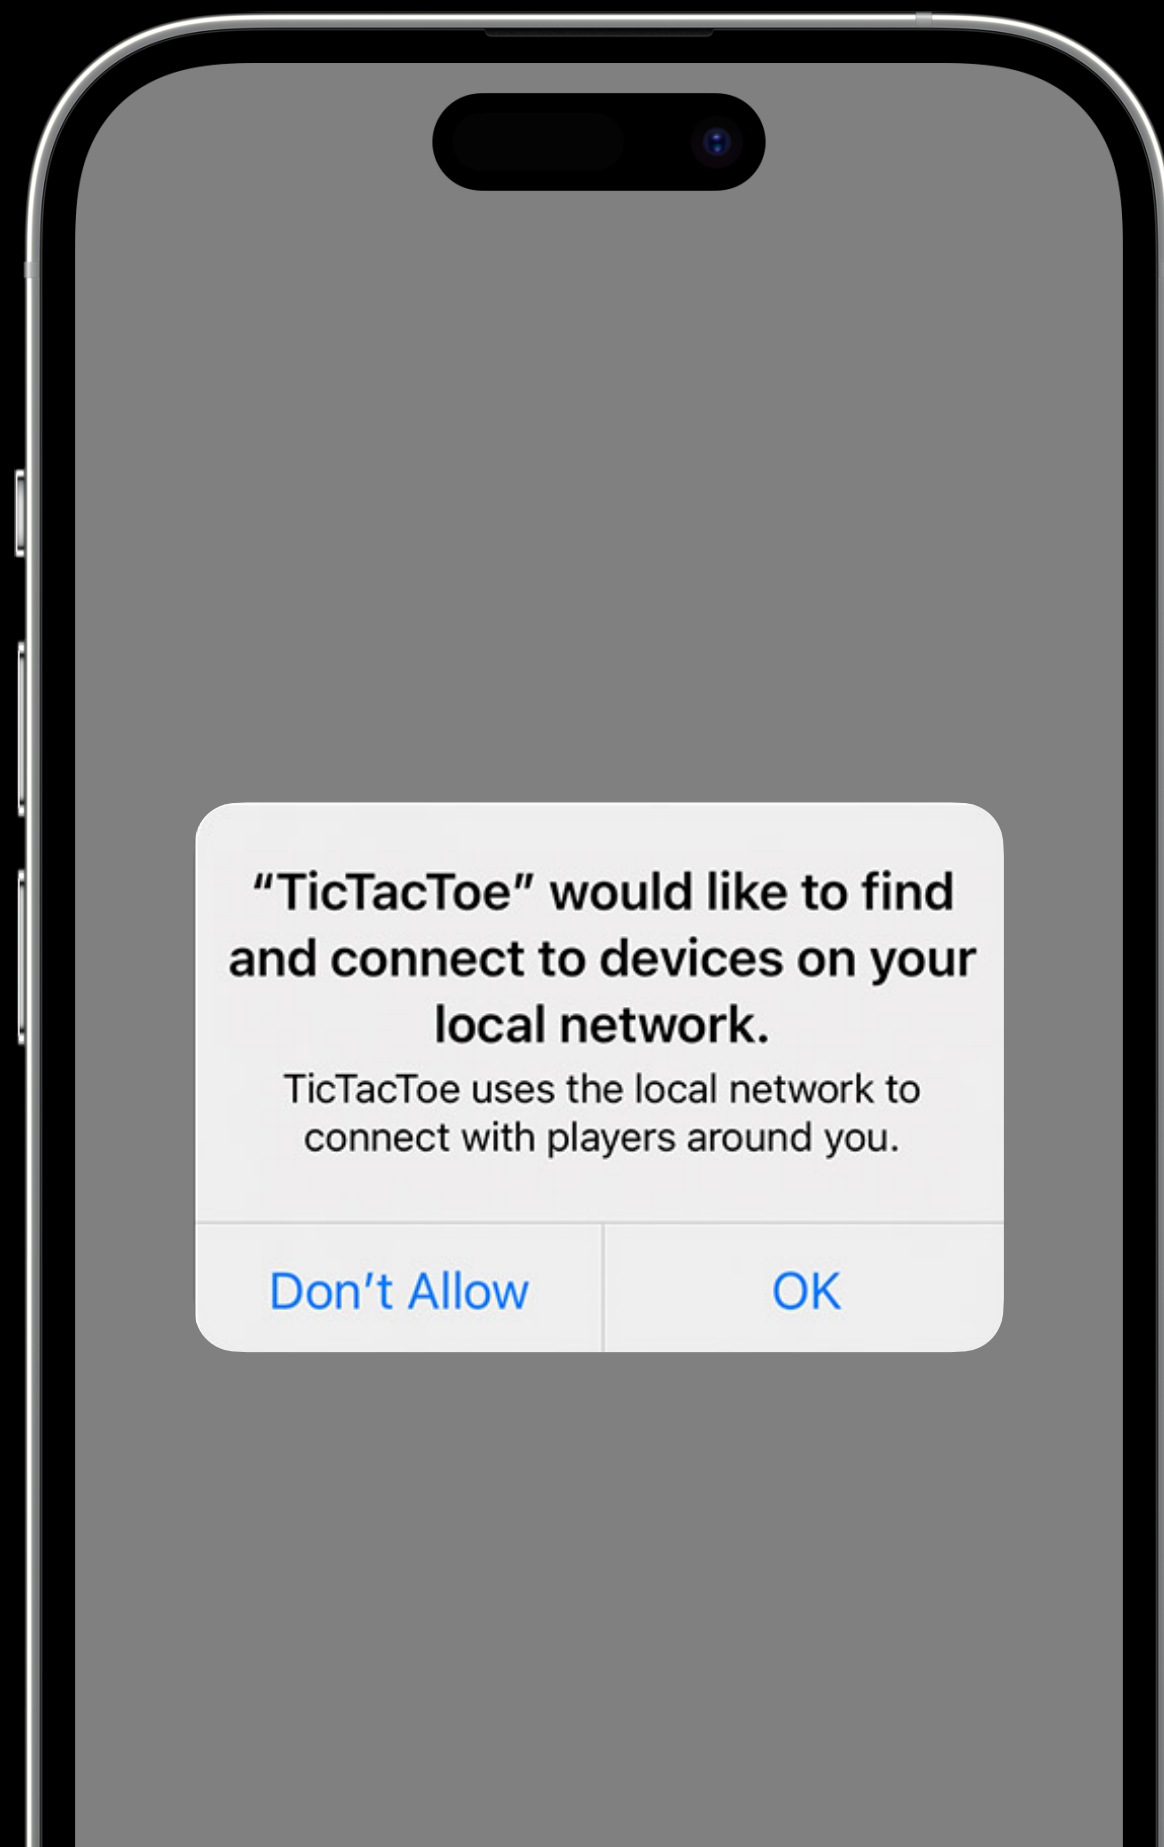 “TicTacToe” would like to find
and connect to devices on your
local network.
TicTacToe uses the local network to
connect with players around you.
Don’t Allow
OK